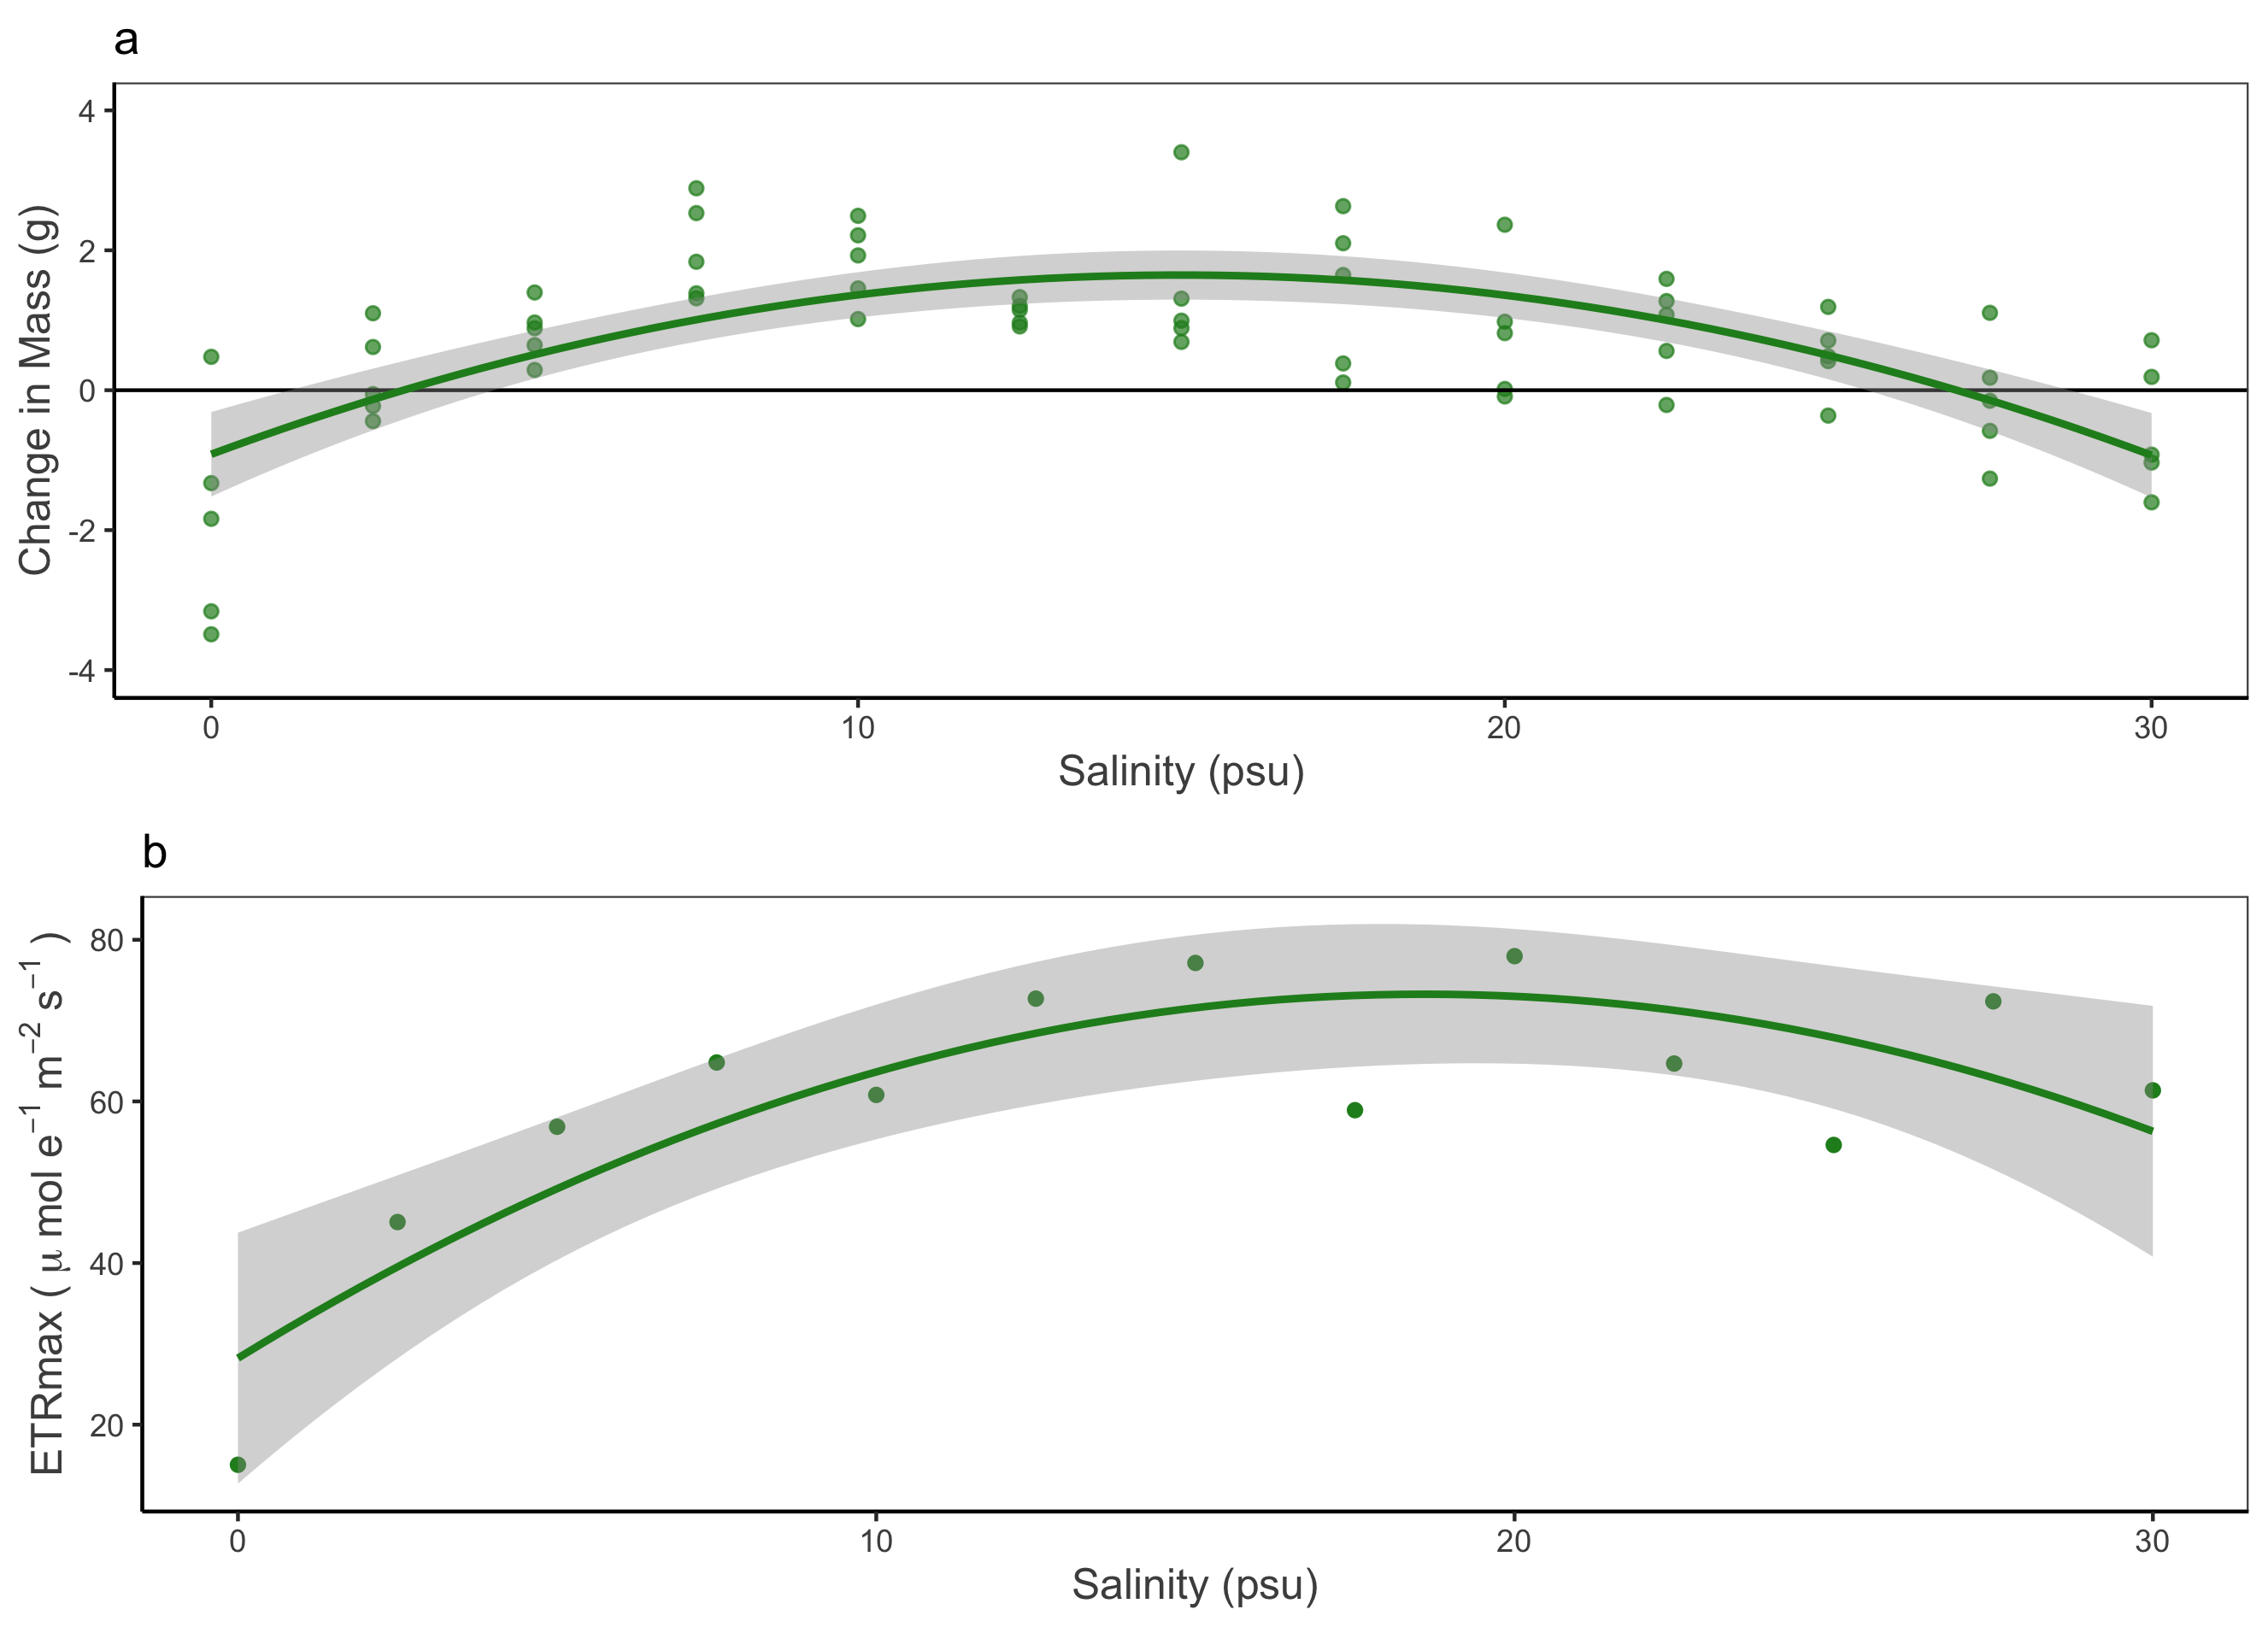 a
Change in Mass (g)
4
2
0
-2
-4
0 10 20 30
Salinity (psu)
b
ETRmax ( μ mol e⁻¹ m⁻² s⁻¹ )
80
60
40
20
0 10 20 30
Salinity (psu)